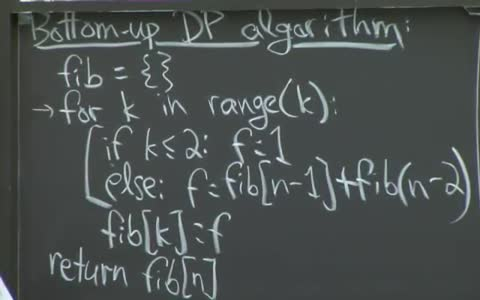 Bottom-up DP algorithm:
fib = {}
→ for k in range(k):
if k ≤ 2: f = 1
else: f = fib[n-1] + fib(n-2)
fib[k] = f
return fib[n]